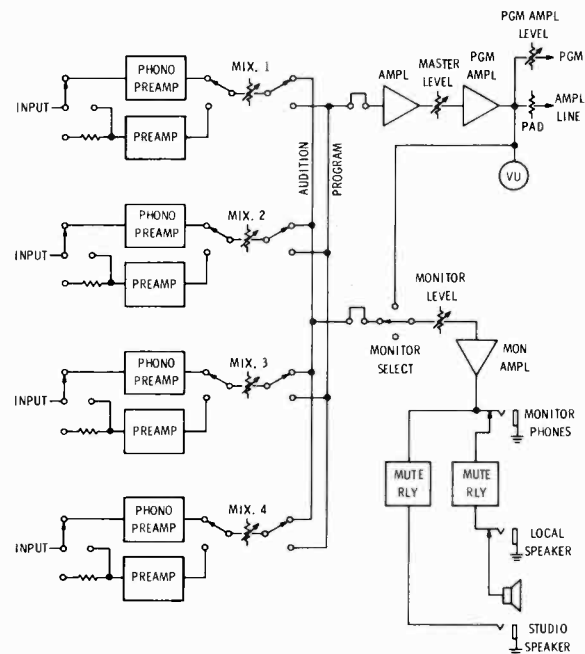 PGM AMPL
LEVEL
PGM
PHONO
PREAMP
MIX. 1
INPUT
PREAMP
AMPL
MASTER
LEVEL
PGM
AMPL
AMPL
LINE
PAD
VU
AUDITION
PROGRAM
PHONO
PREAMP
MIX. 2
INPUT
PREAMP
MONITOR
LEVEL
MONITOR
SELECT
MON
AMPL
PHONO
PREAMP
MIX. 3
INPUT
PREAMP
MONITOR
PHONES
MUTE
RLY
MUTE
RLY
PHONO
PREAMP
MIX. 4
INPUT
PREAMP
LOCAL
SPEAKER
STUDIO
SPEAKER